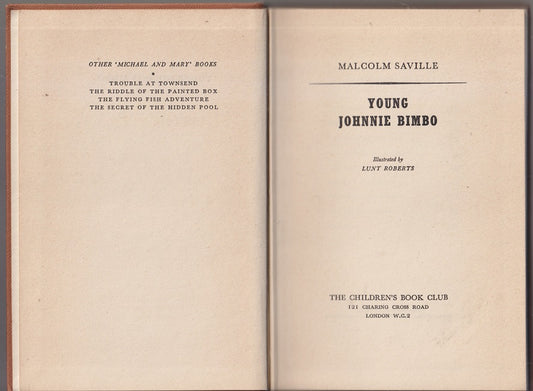 OTHER 'MICHAEL AND MARY' BOOKS
TROUBLE AT TOWNSEND
THE RIDDLE OF THE PAINTED BOX
THE FLYING FISH ADVENTURE
THE SECRET OF THE HIDDEN POOL
MALCOLM SAVILLE
YOUNG
JOHNNIE BIMBO
Illustrated by
LUNT ROBERTS
THE CHILDREN'S BOOK CLUB
121 CHARING CROSS ROAD
LONDON W.C.2